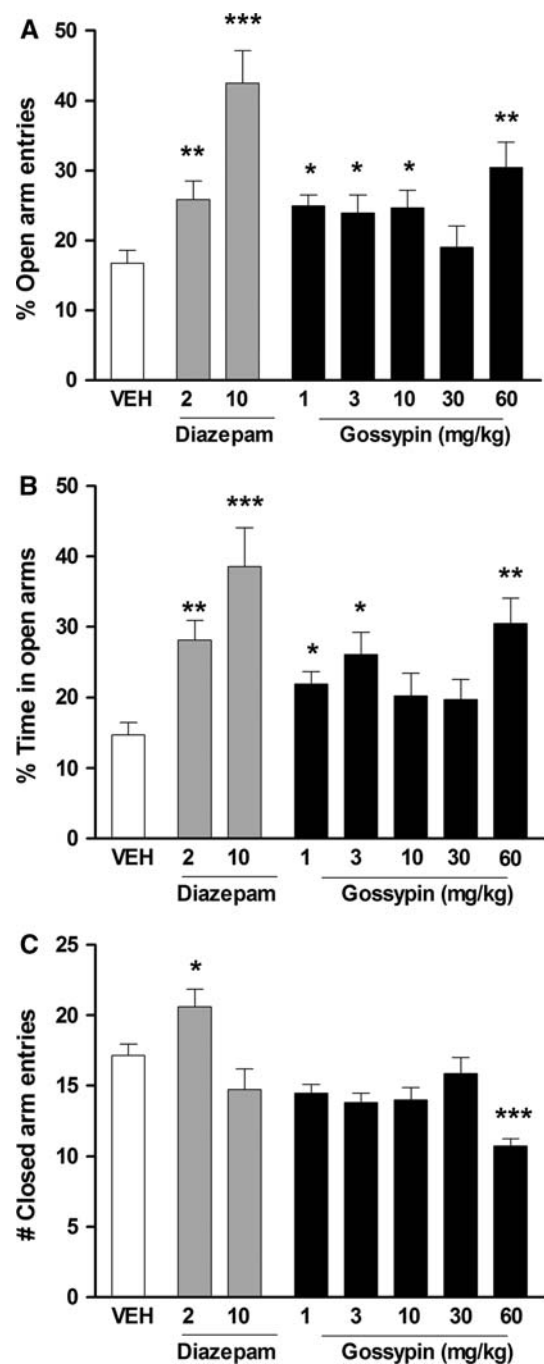 A
% Open arm entries
50
40
30
20
10
0
** *** * * * **
VEH 2 10 1 3 10 30 60
Diazepam Gossypin (mg/kg)
B
% Time in open arms
50
40
30
20
10
0
** *** * * **
VEH 2 10 1 3 10 30 60
Diazepam Gossypin (mg/kg)
C
# Closed arm entries
25
20
15
10
5
0
* ***
VEH 2 10 1 3 10 30 60
Diazepam Gossypin (mg/kg)